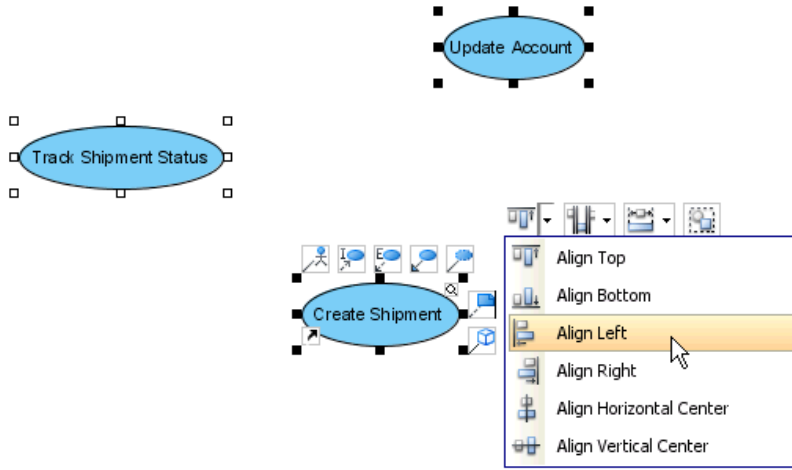 Update Account
Track Shipment Status
Create Shipment
Align Top
Align Bottom
Align Left
Align Right
Align Horizontal Center
Align Vertical Center